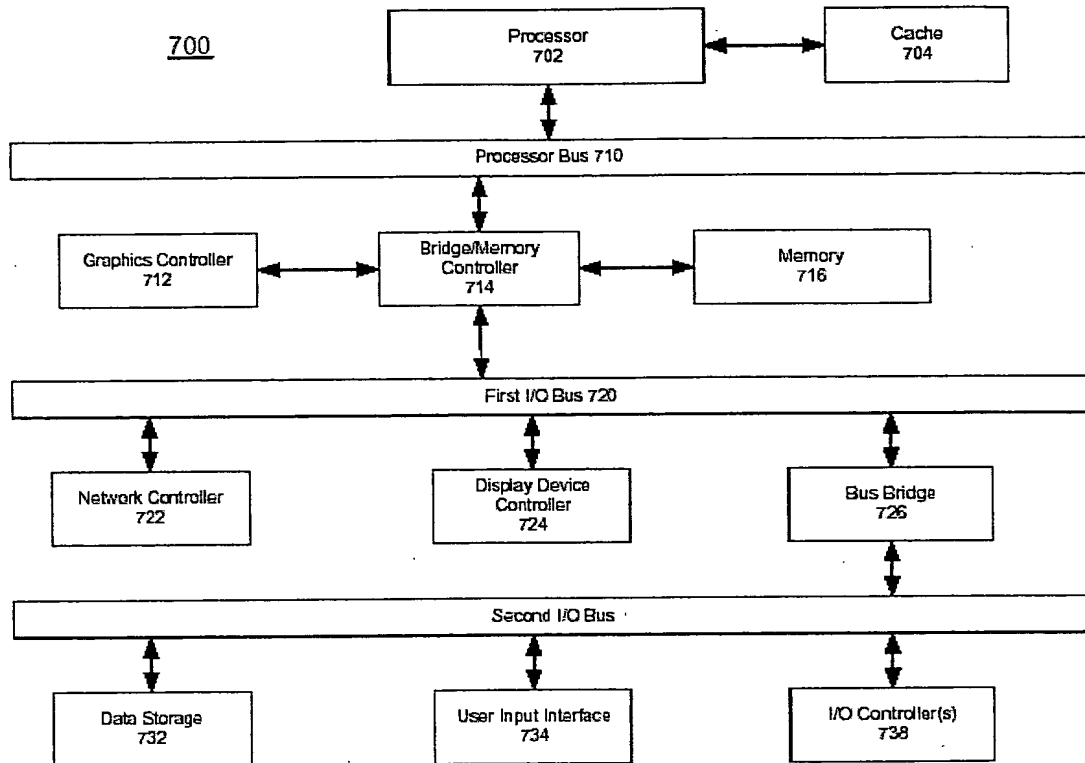 700
Processor
702
Cache
704
Processor Bus 710
Graphics Controller
712
Bridge/Memory
Controller
714
Memory
716
First I/O Bus 720
Network Controller
722
Display Device
Controller
724
Bus Bridge
726
Second I/O Bus
Data Storage
732
User Input Interface
734
I/O Controller(s)
738